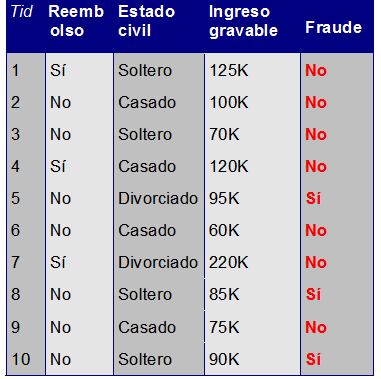 Tid Reemb Estado Ingreso
olso civil gravable Fraude
1 Sí Soltero 125K No
2 No Casado 100K No
3 No Soltero 70K No
4 Sí Casado 120K No
5 No Divorciado 95K Sí
6 No Casado 60K No
7 Sí Divorciado 220K No
8 No Soltero 85K Sí
9 No Casado 75K No
10 No Soltero 90K Sí